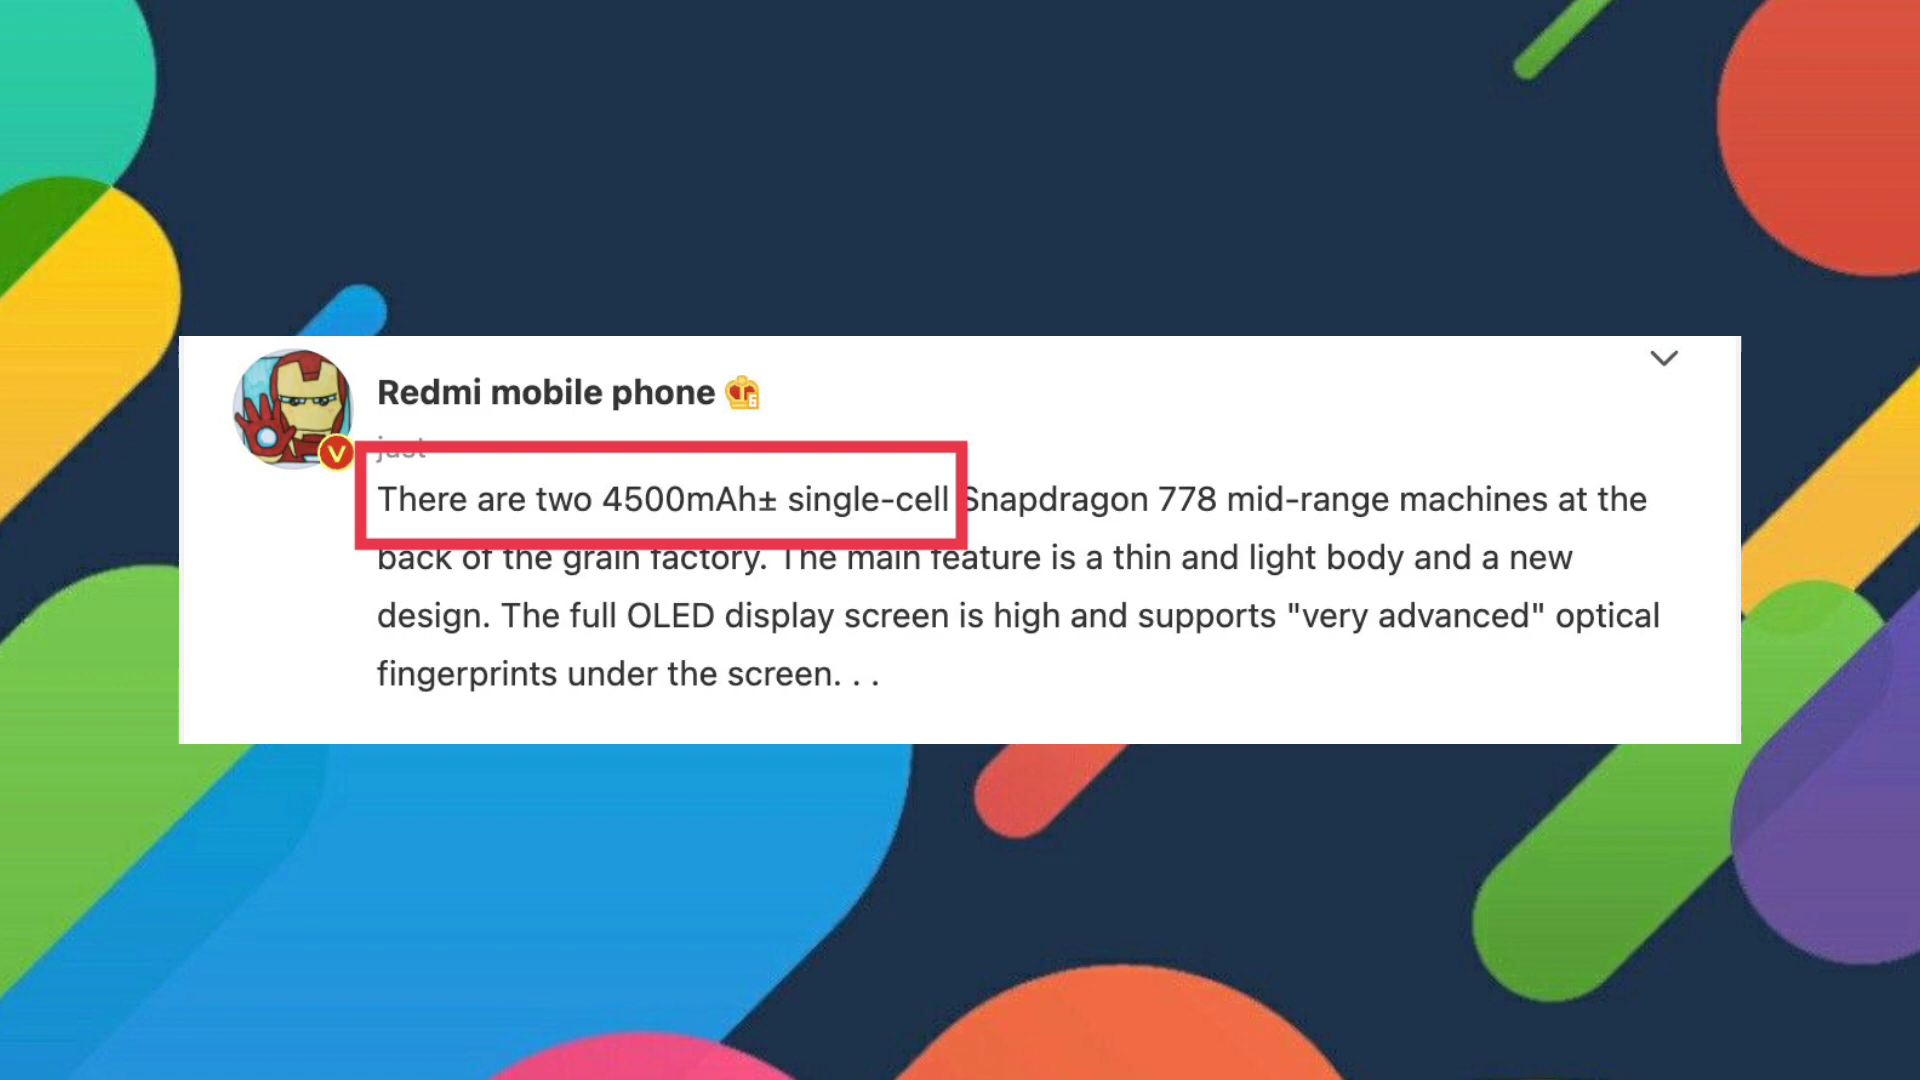 Redmi mobile phone
just
There are two 4500mAh± single-cell Snapdragon 778 mid-range machines at the
back of the grain factory. The main feature is a thin and light body and a new
design. The full OLED display screen is high and supports "very advanced" optical
fingerprints under the screen. . .